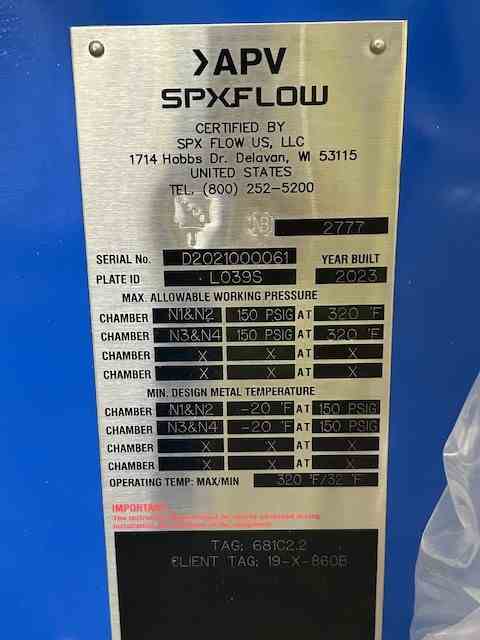 APV
SPXFLOW
CERTIFIED BY
SPX FLOW US, LLC
1714 Hobbs Dr. Delavan, WI 53115
UNITED STATES
TEL. (800) 252-5200
2777
SERIAL No. D2021000061 YEAR BUILT
PLATE ID L039S 2023
MAX. ALLOWABLE WORKING PRESSURE
CHAMBER N1&N2 150 PSIG AT 320 °F
CHAMBER N3&N4 150 PSIG AT 320 °F
CHAMBER X X AT X
CHAMBER X X AT X
MIN. DESIGN METAL TEMPERATURE
CHAMBER N1&N2 -20 °F AT 150 PSIG
CHAMBER N3&N4 -20 °F AT 150 PSIG
CHAMBER X X AT X
CHAMBER X X AT X
OPERATING TEMP: MAX/MIN 320 °F/32 °F
IMPORTANT
TAG: 681C2.2
CLIENT TAG: 19-X-860B